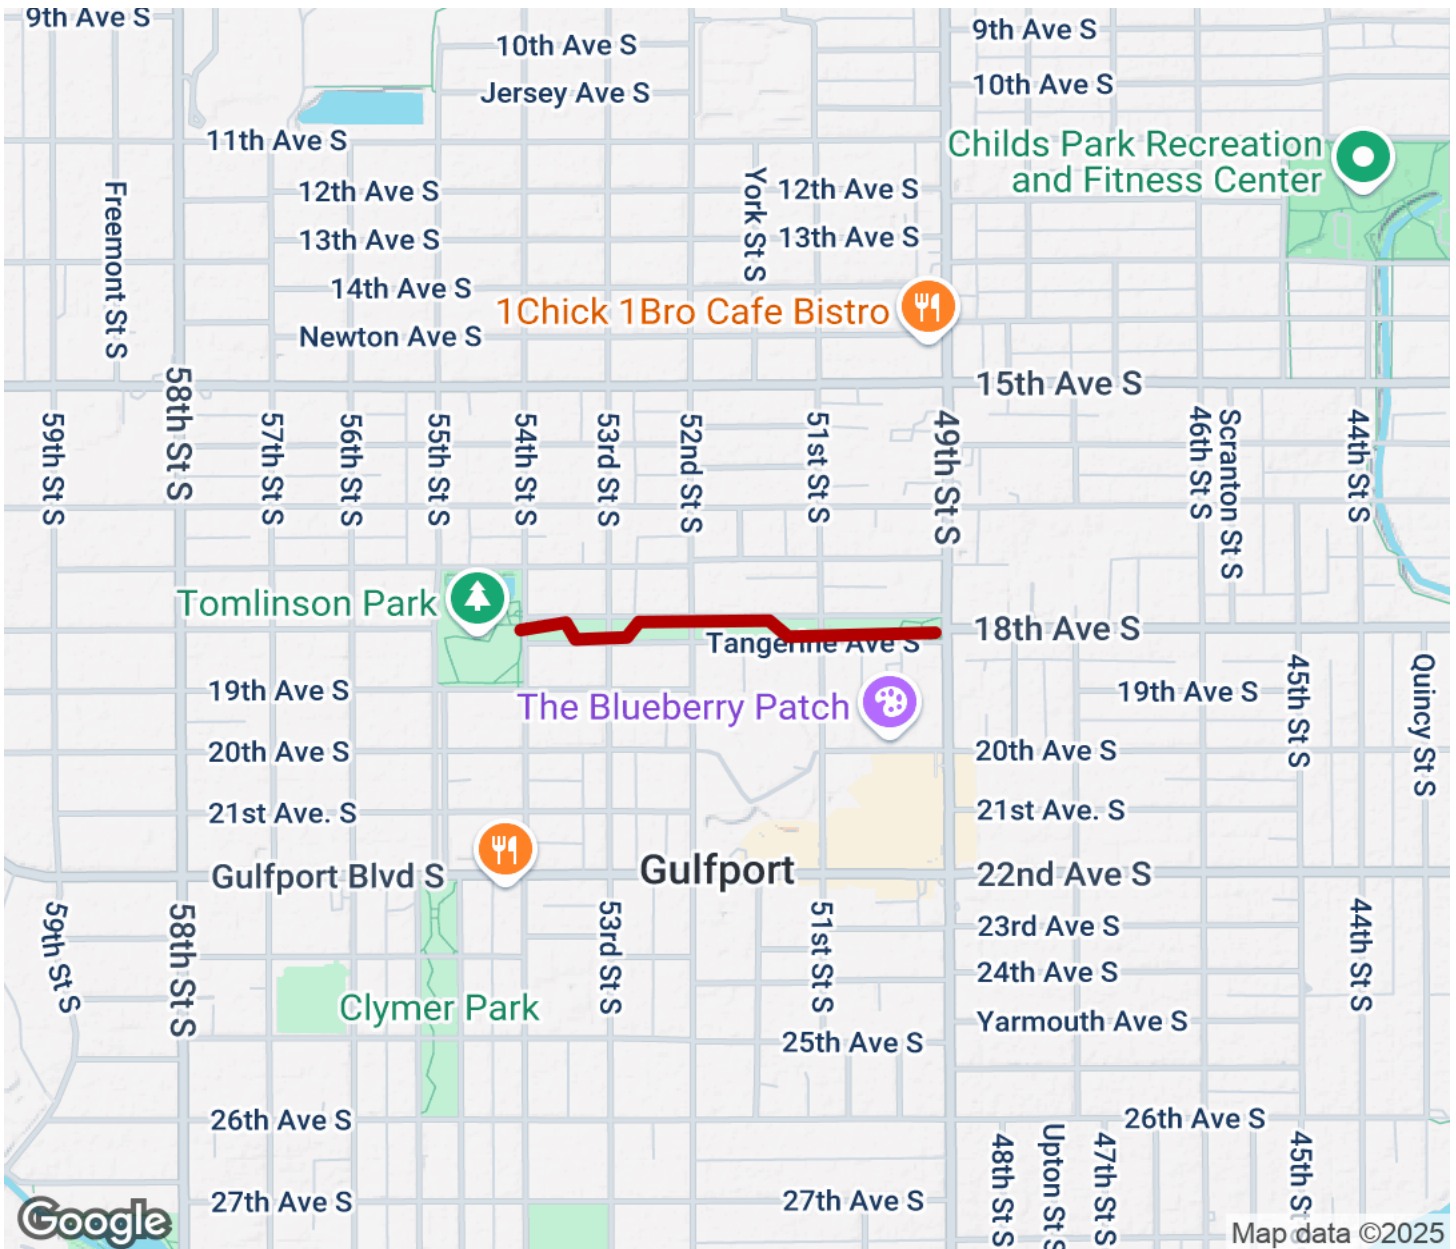 9th Ave S
10th Ave S
9th Ave S
Jersey Ave S
10th Ave S
11th Ave S
Childs Park Recreation
and Fitness Center
Freemont St S
12th Ave S
York St S
12th Ave S
13th Ave S
13th Ave S
14th Ave S
1Chick 1Bro Cafe Bistro
Newton Ave S
58th St S
15th Ave S
59th St S
57th St S
56th St S
55th St S
54th St S
53rd St S
52nd St S
51st St S
49th St S
46th St S
Scranton St S
44th St S
Tomlinson Park
18th Ave S
Tangerine Ave S
19th Ave S
The Blueberry Patch
19th Ave S
45th St S
Quincy St S
20th Ave S
20th Ave S
21st Ave. S
21st Ave. S
Gulfport Blvd S
Gulfport
22nd Ave S
59th St S
58th St S
53rd St S
51st St S
23rd Ave S
44th St S
24th Ave S
Clymer Park
Yarmouth Ave S
25th Ave S
26th Ave S
26th Ave S
48th St S
Upton St S
47th St S
45th St
27th Ave S
27th Ave S
Google
Map data ©2025